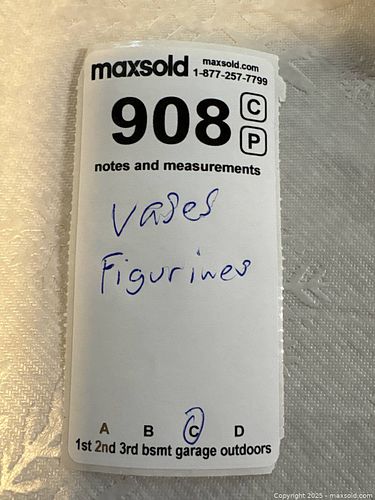 maxsold maxsold.com
1-877-257-7799
908 C
P
notes and measurements
Vases
Figurines
A B C D
1st 2nd 3rd bsmt garage outdoors
Copyright 2025 - maxsold.com